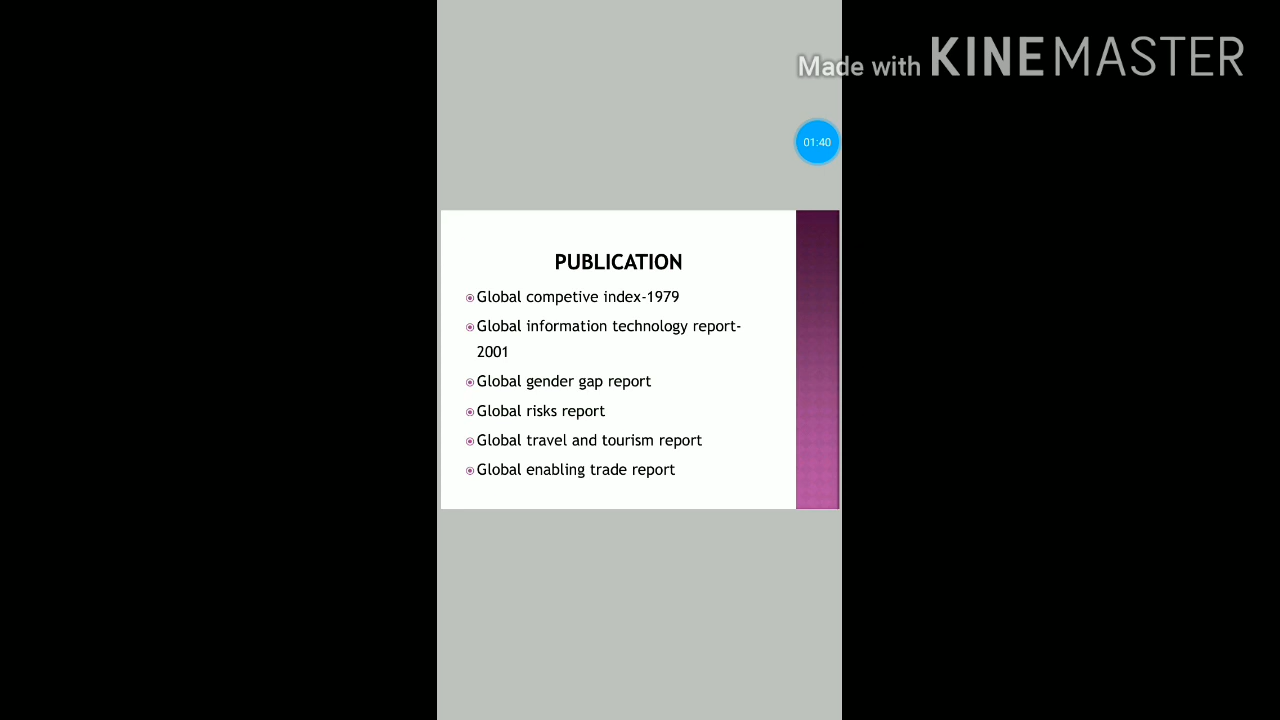 Made with KINEMASTER
01:40
PUBLICATION
Global competive index-1979
Global information technology report-
2001
Global gender gap report
Global risks report
Global travel and tourism report
Global enabling trade report